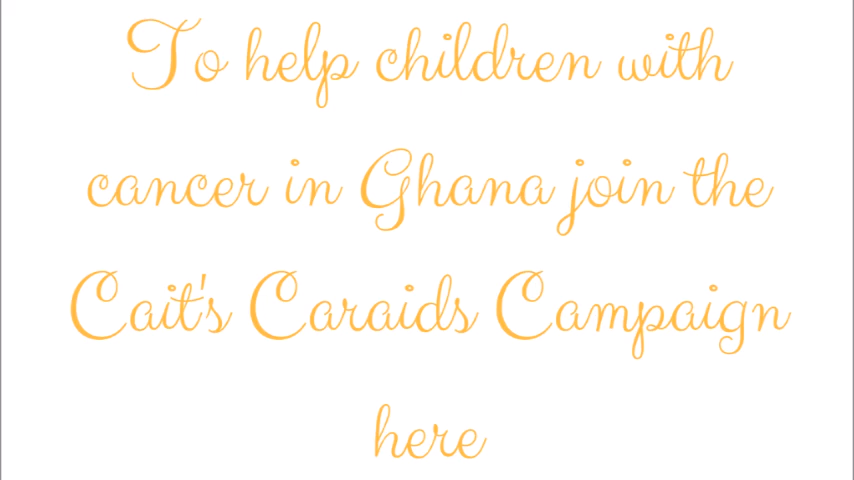 To help children with
cancer in Ghana join the
Cait's Caraids Campaign
here